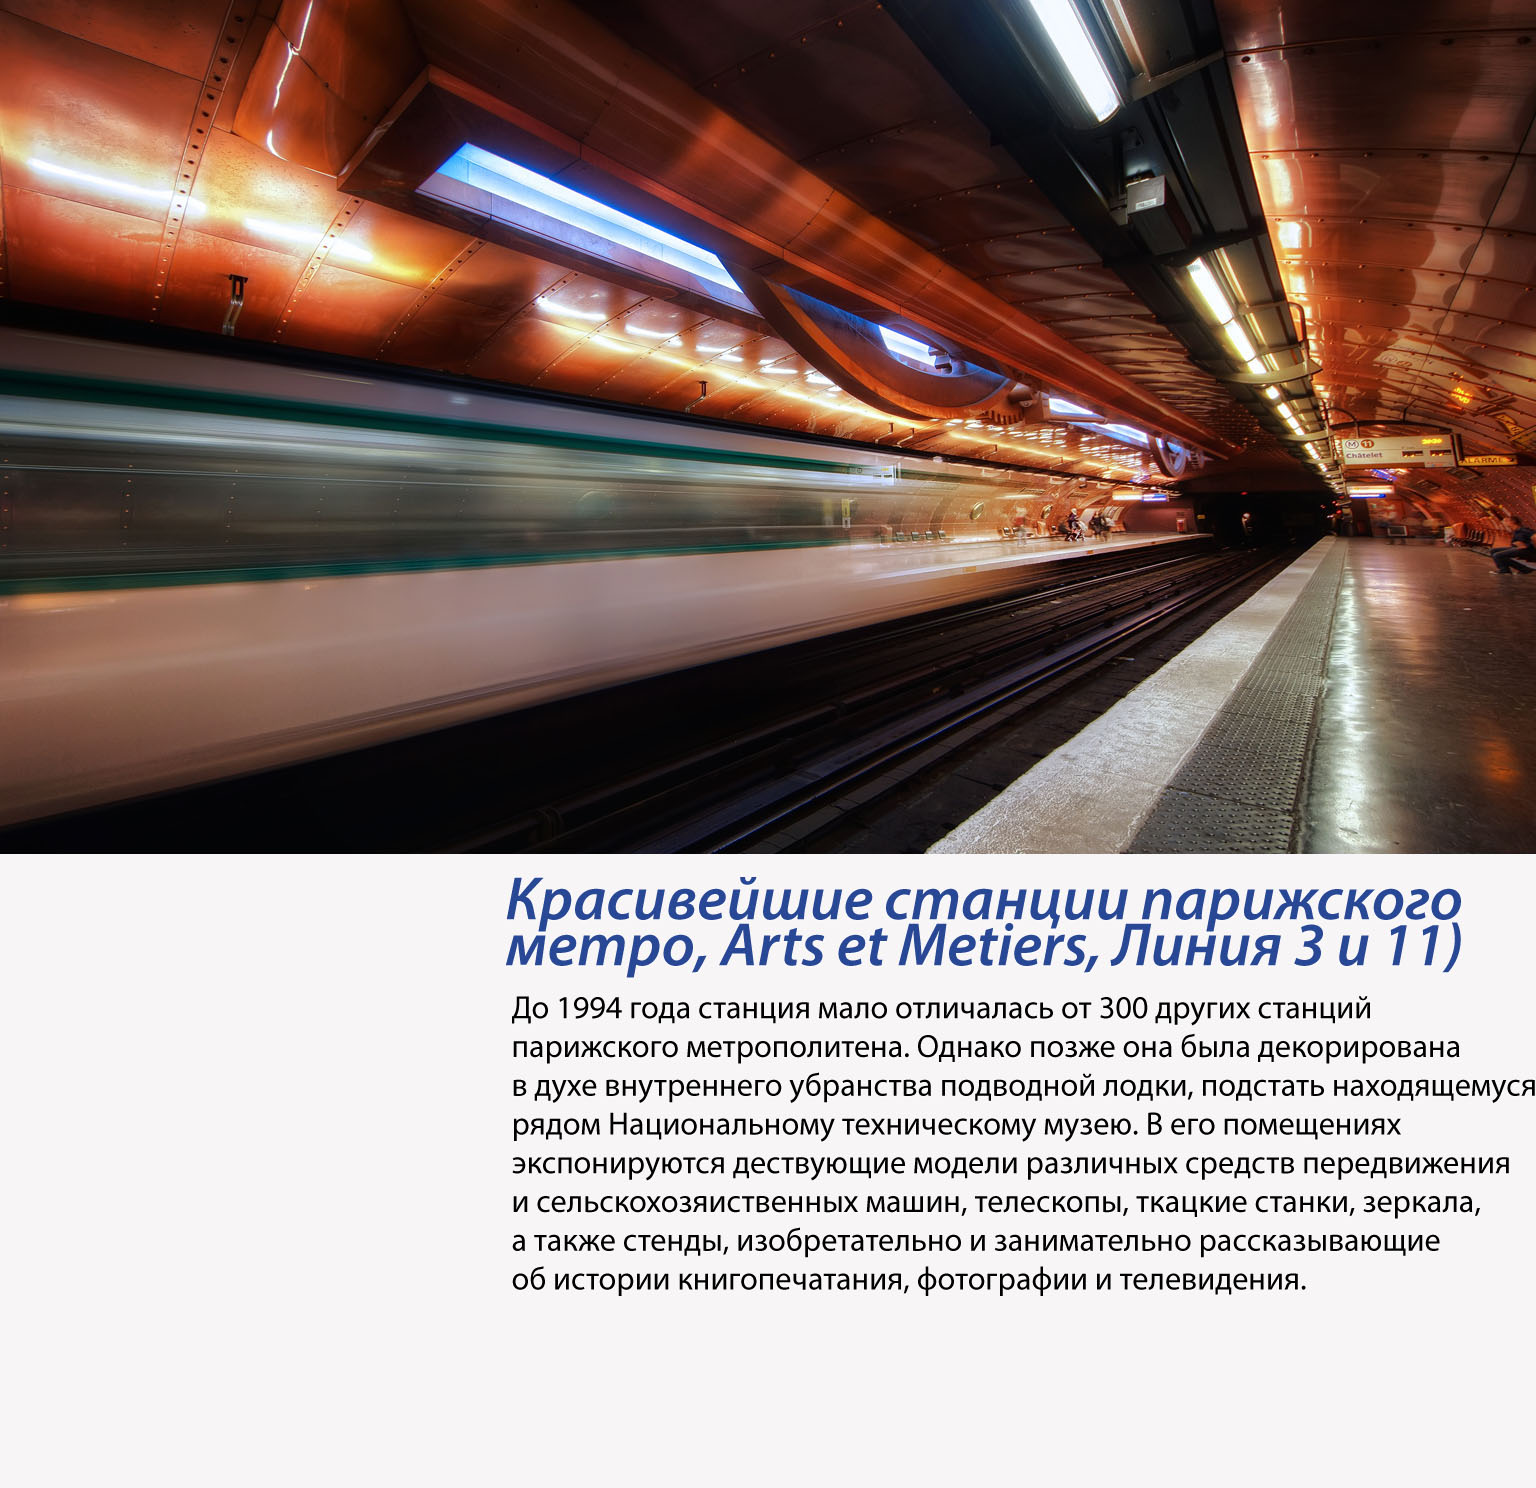 M 11
Châtelet
ALARME
Красивейшие станции парижского
метро, Arts et Metiers, Линия 3 и 11)
До 1994 года станция мало отличалась от 300 других станций
парижского метрополитена. Однако позже она была декорирована
в духе внутреннего убранства подводной лодки, подстать находящемуся
рядом Национальному техническому музею. В его помещениях
экспонируются дествующие модели различных средств передвижения
и сельскохозяиственных машин, телескопы, ткацкие станки, зеркала,
а также стенды, изобретательно и занимательно рассказывающие
об истории книгопечатания, фотографии и телевидения.